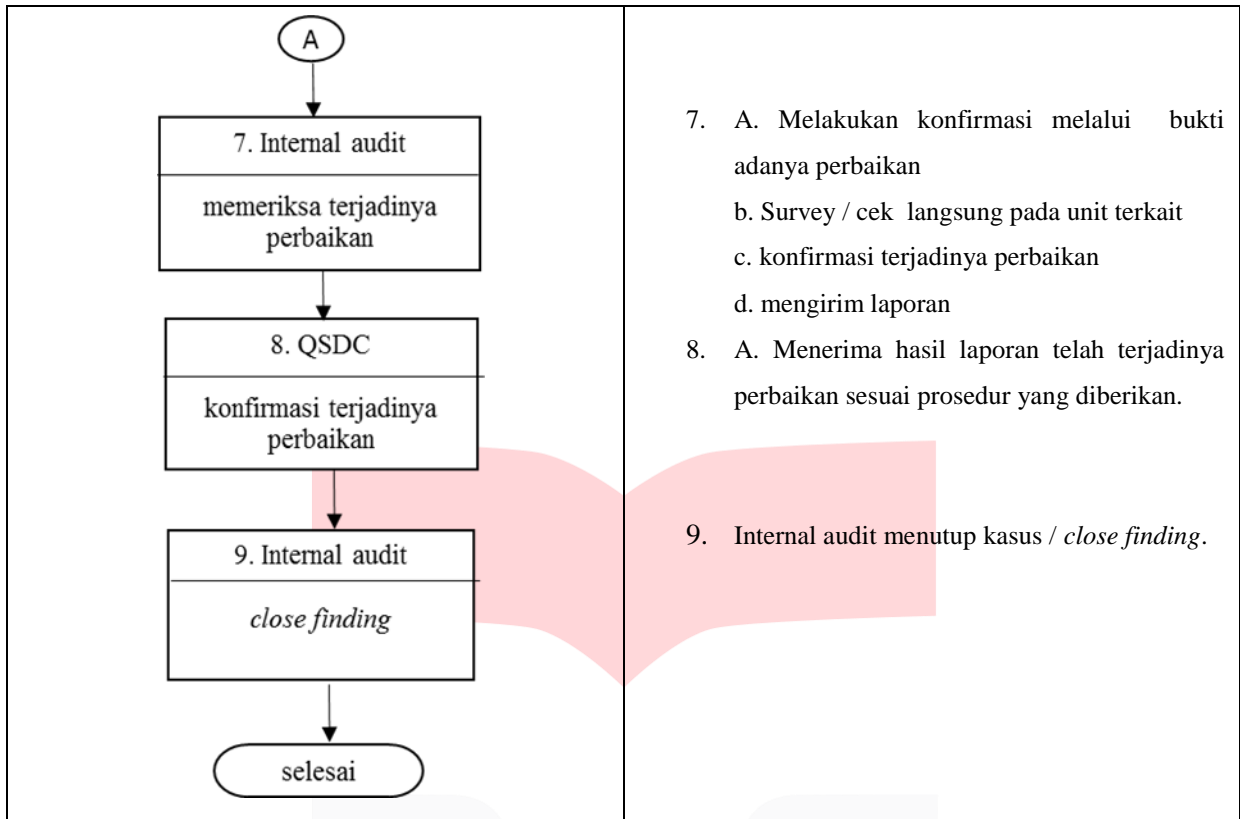 A
7. Internal audit
memeriksa terjadinya
perbaikan
8. QSDC
konfirmasi terjadinya
perbaikan
9. Internal audit
close finding
selesai
7. A. Melakukan konfirmasi melalui bukti
adanya perbaikan
b. Survey / cek langsung pada unit terkait
c. konfirmasi terjadinya perbaikan
d. mengirim laporan
8. A. Menerima hasil laporan telah terjadinya
perbaikan sesuai prosedur yang diberikan.
9. Internal audit menutup kasus / close finding.